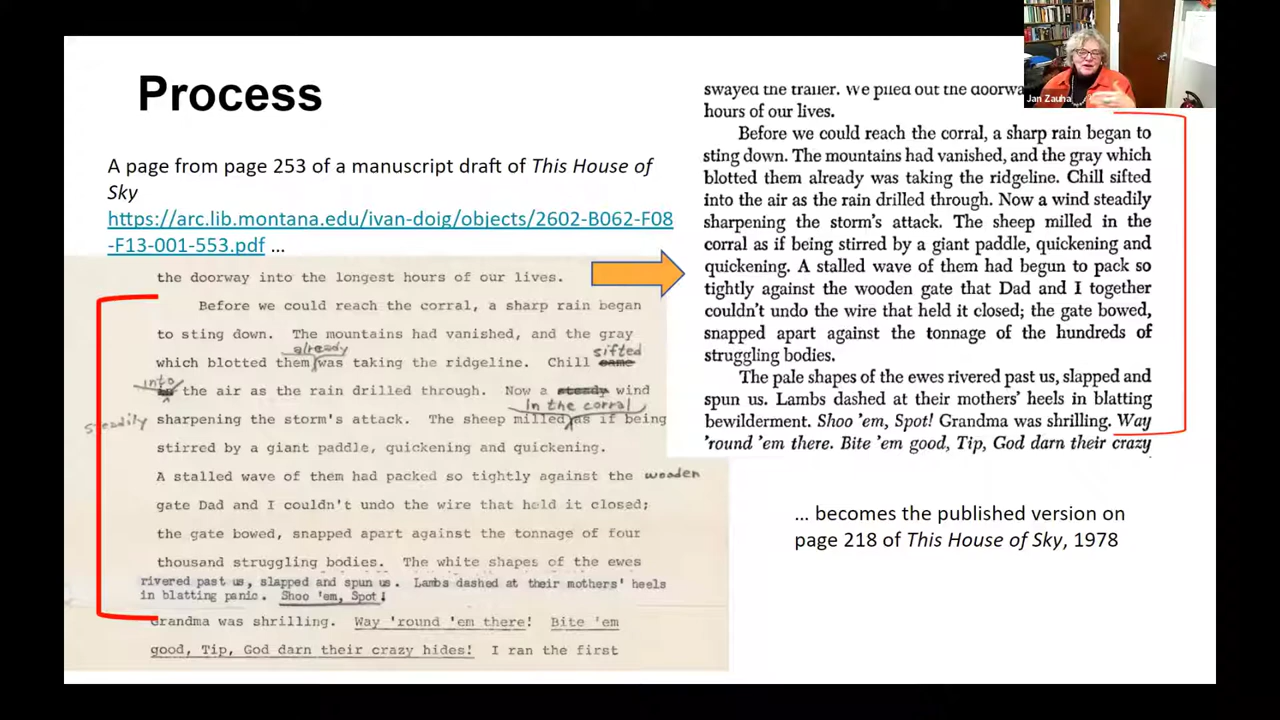 Process
A page from page 253 of a manuscript draft of This House of
Sky
https://arc.lib.montana.edu/ivan-doig/objects/2602-B062-F08
-F13-001-553.pdf ...
the doorway into the longest hours of our lives.
Before we could reach the corral, a sharp rain began
to sting down. The mountains had vanished, and the gray
already
which blotted them was taking the ridgeline. Chill came sifted
into
the air as the rain drilled through. Now a steady wind
in the corral
steadily sharpening the storm's attack. The sheep milled as if being
stirred by a giant paddle, quickening and quickening.
A stalled wave of them had packed so tightly against the wooden
gate Dad and I couldn't undo the wire that held it closed;
the gate bowed, snapped apart against the tonnage of four
thousand struggling bodies. The white shapes of the ewes
rivered past us, slapped and spun us. Lambs dashed at their mothers' heels
in blatting panic. Shoo 'em, Spot!
Grandma was shrilling. Way 'round 'em there! Bite 'em
good, Tip, God darn their crazy hides! I ran the first
swayed the trailer. We piled out the
hours of our lives.
Before we could reach the corral, a sharp rain began to
sting down. The mountains had vanished, and the gray which
blotted them already was taking the ridgeline. Chill sifted
into the air as the rain drilled through. Now a wind steadily
sharpening the storm's attack. The sheep milled in the
corral as if being stirred by a giant paddle, quickening and
quickening. A stalled wave of them had begun to pack so
tightly against the wooden gate that Dad and I together
couldn't undo the wire that held it closed; the gate bowed,
snapped apart against the tonnage of the hundreds of
struggling bodies.
The pale shapes of the ewes rivered past us, slapped and
spun us. Lambs dashed at their mothers' heels in blatting
bewilderment. Shoo 'em, Spot! Grandma was shrilling. Way
'round 'em there. Bite 'em good, Tip, God darn their crazy
... becomes the published version on
page 218 of This House of Sky, 1978
Jan Zauha